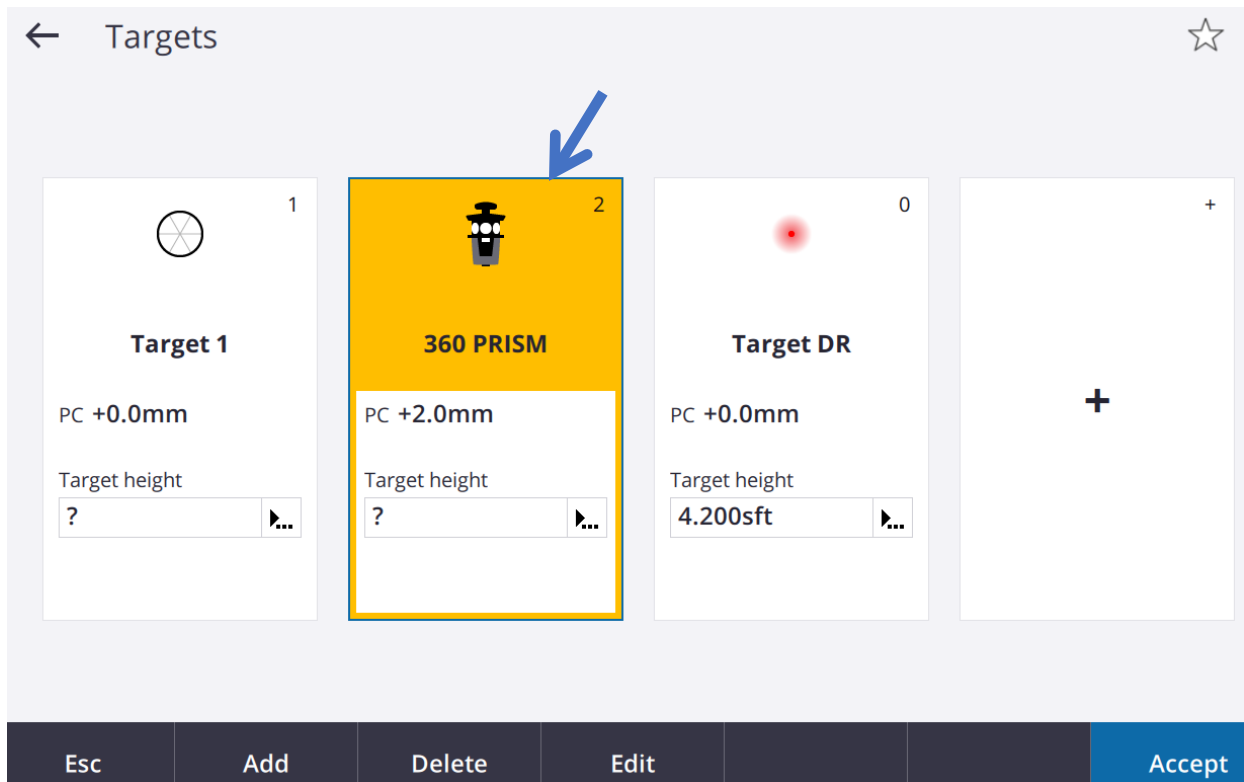 Targets
1
Target 1
PC +0.0mm
Target height
?
2
360 PRISM
PC +2.0mm
Target height
?
0
Target DR
PC +0.0mm
Target height
4.200sft
+
+
Esc Add Delete Edit Accept